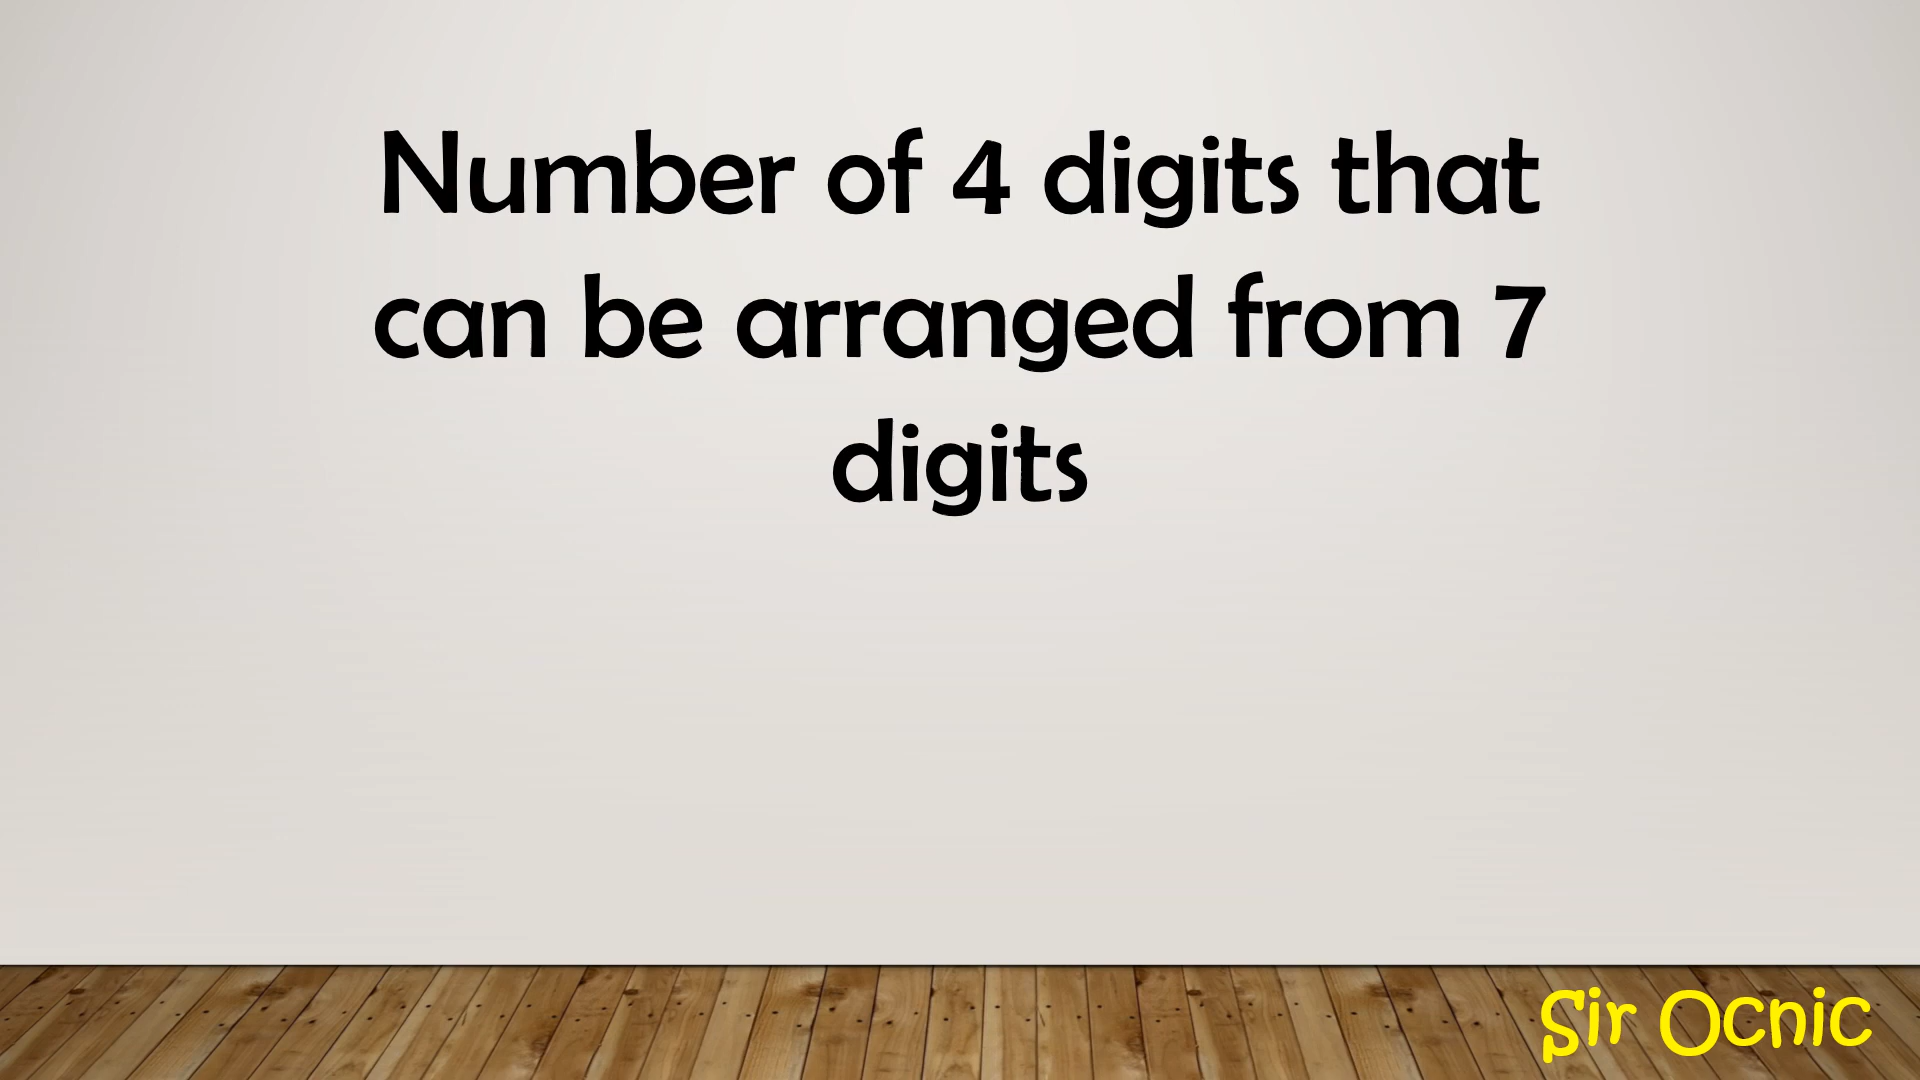 Number of 4 digits that
can be arranged from 7
digits
Sir Ocnic